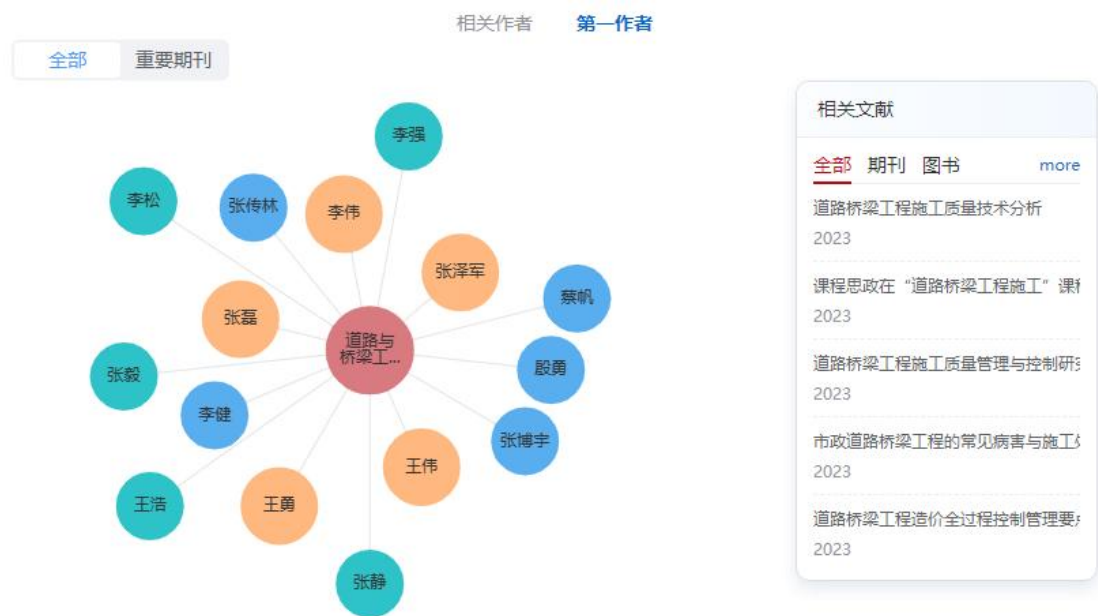 相关作者
第一作者
全部
重要期刊
李强
李松
张传林
李伟
张泽军
蔡帆
张磊
道路与
桥梁工...
张毅
殷勇
李健
张博宇
王伟
王浩
王勇
张静
相关文献
全部 期刊 图书 more
道路桥梁工程施工质量技术分析
2023
课程思政在“道路桥梁工程施工”课程
2023
道路桥梁工程施工质量管理与控制研
2023
市政道路桥梁工程的常见病害与施工
2023
道路桥梁工程造价全过程控制管理要
2023